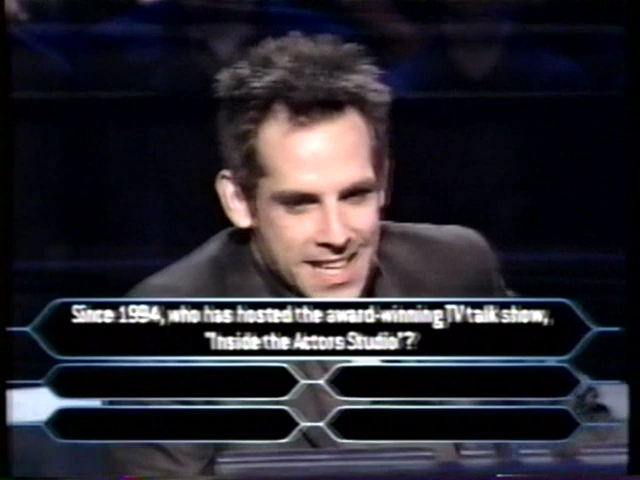 Since 1994, who has hosted the award-winning TV talk show,
"Inside the Actors Studio"?